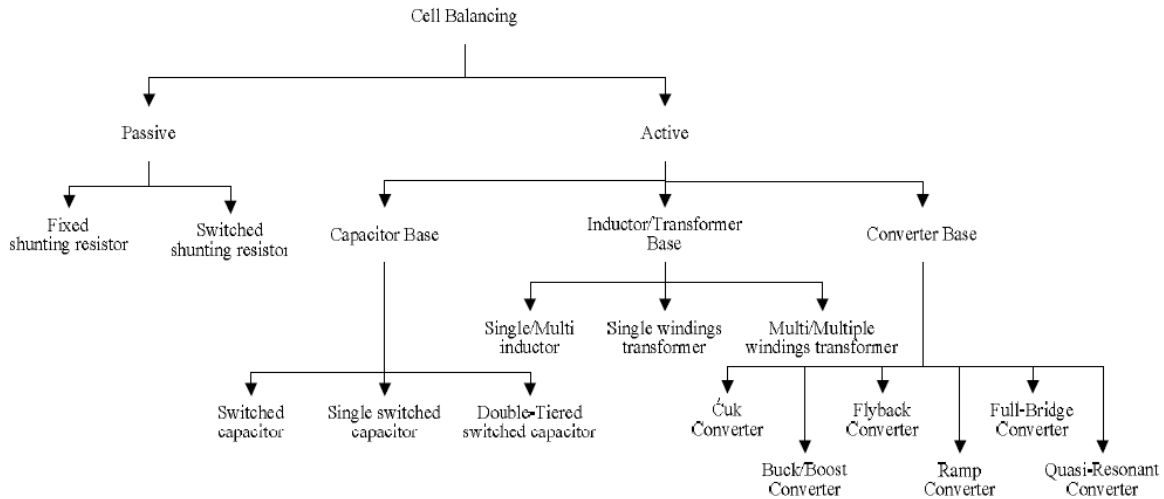 Cell Balancing
Passive
Active
Fixed
shunting resistor
Switched
shunting resistor
Capacitor Base
Inductor/Transformer
Base
Converter Base
Single/Multi
inductor
Single windings
transformer
Multi/Multiple
windings transformer
Switched
capacitor
Single switched
capacitor
Double-Tiered
switched capacitor
Ćuk
Converter
Flyback
Converter
Full-Bridge
Converter
Buck/Boost
Converter
Ramp
Converter
Quasi-Resonant
Converter